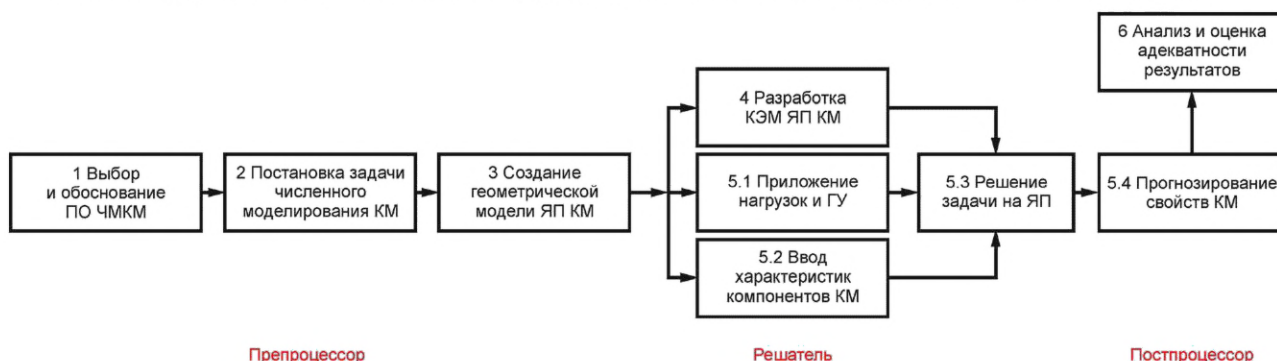 1 Выбор
и обоснование
ПО ЧМКМ
2 Постановка задачи
численного
моделирования КМ
3 Создание
геометрической
модели ЯП КМ
4 Разработка
КЭМ ЯП КМ
5.1 Приложение
нагрузок и ГУ
5.2 Ввод
характеристик
компонентов КМ
5.3 Решение
задачи на ЯП
5.4 Прогнозирование
свойств КМ
6 Анализ и оценка
адекватности
результатов
Препроцессор
Решатель
Постпроцессор